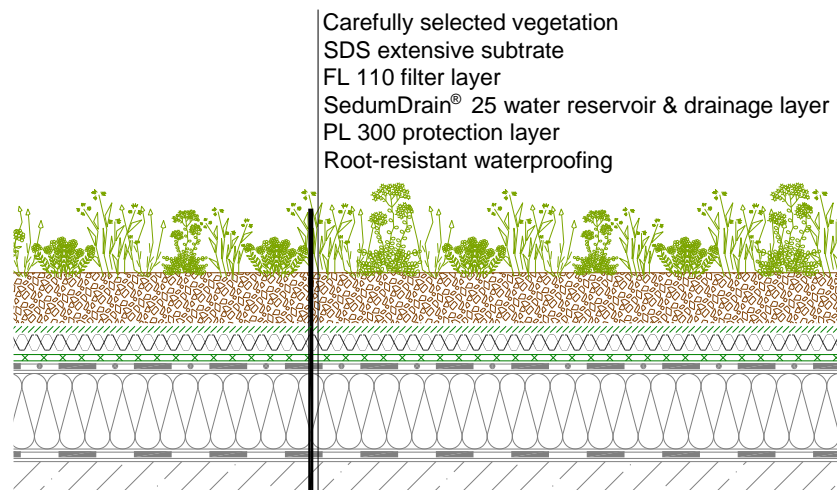 Carefully selected vegetation
SDS extensive subtrate
FL 110 filter layer
SedumDrain® 25 water reservoir & drainage layer
PL 300 protection layer
Root-resistant waterproofing